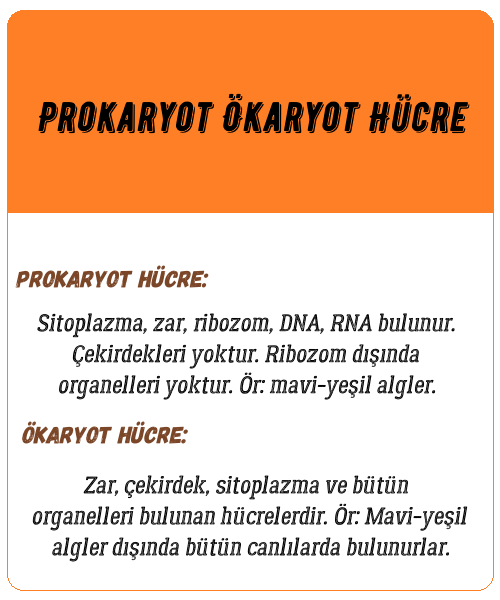 PROKARYOT ÖKARYOT HÜCRE
PROKARYOT HÜCRE:
Sitoplazma, zar, ribozom, DNA, RNA bulunur.
Çekirdekleri yoktur. Ribozom dışında
organelleri yoktur. Ör: mavi-yeşil algler.
ÖKARYOT HÜCRE:
Zar, çekirdek, sitoplazma ve bütün
organelleri bulunan hücrelerdir. Ör: Mavi-yeşil
algler dışında bütün canlılarda bulunurlar.